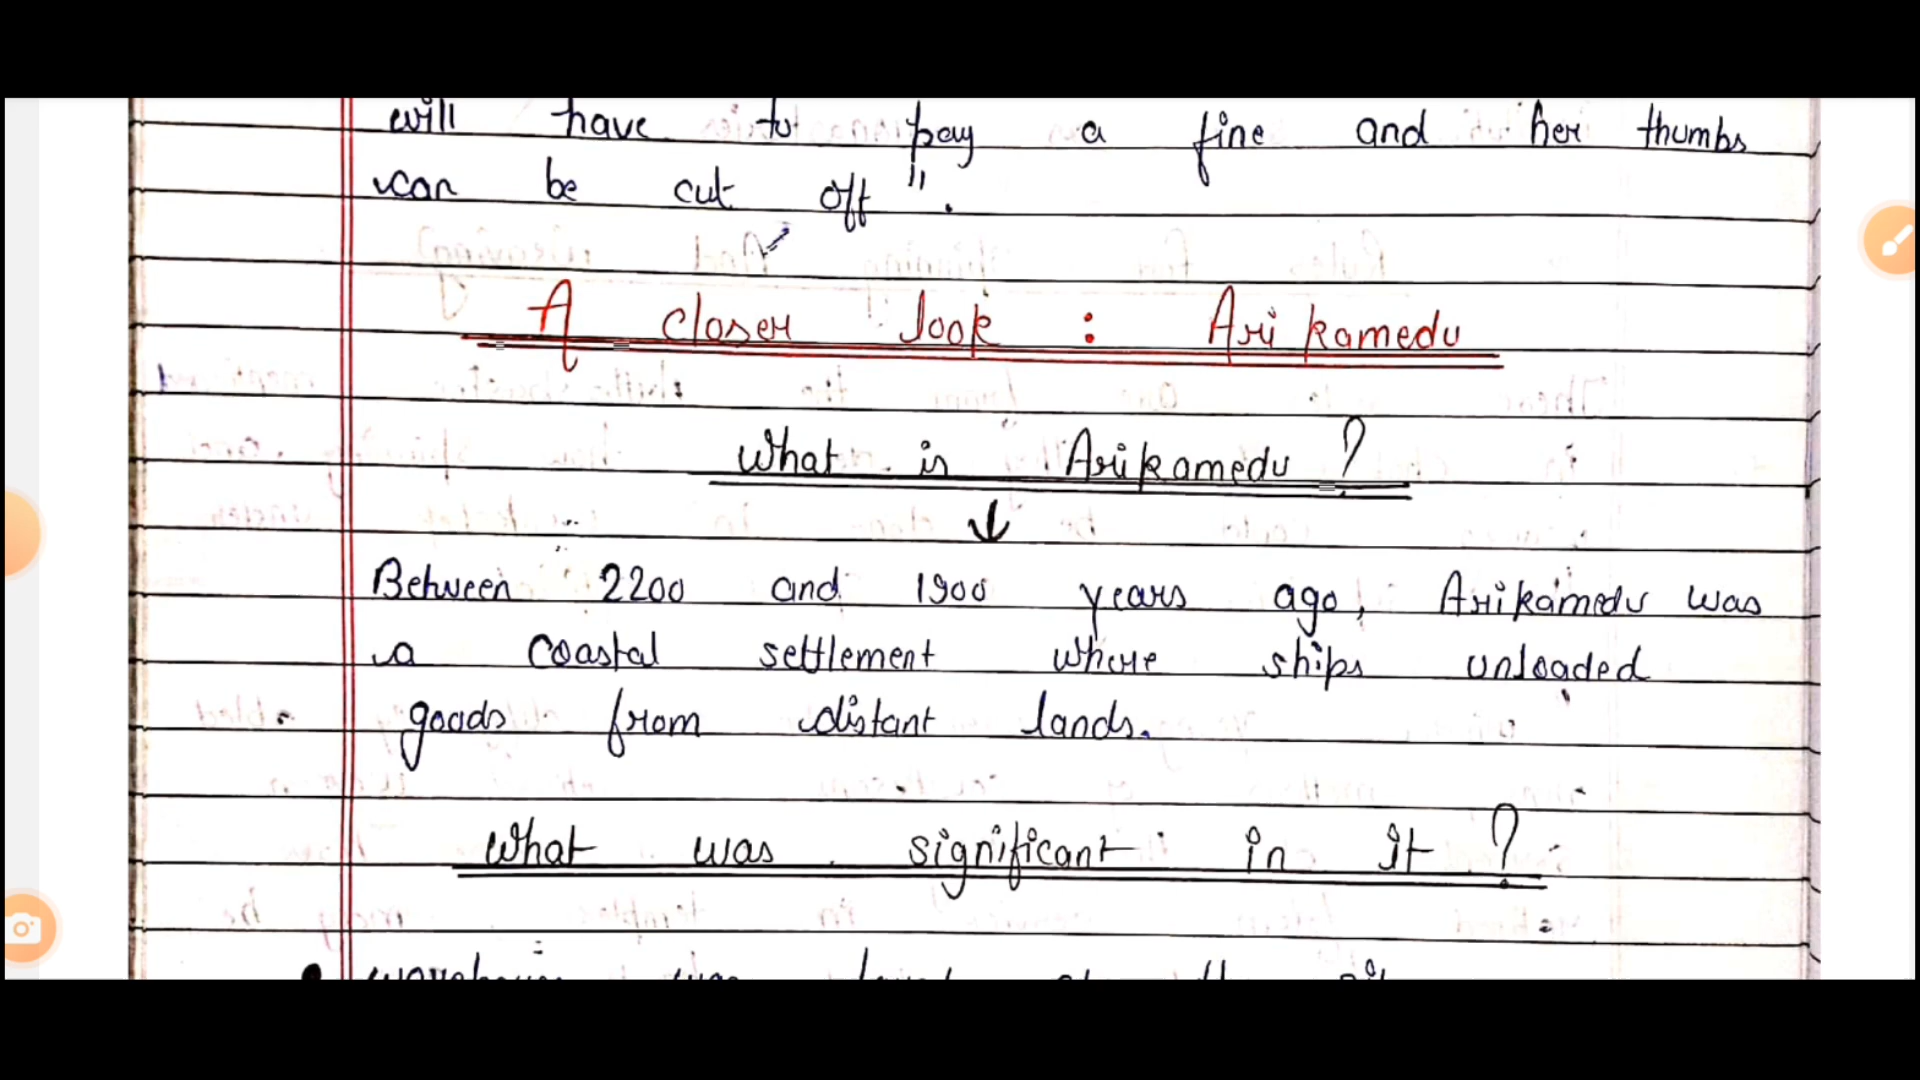 will have to pay a fine and her thumbs
can be cut off".
A closer look : Arikamedu
What is Arikamedu ?
↓
Between 2200 and 1900 years ago, Arikamedu was
a coastal settlement where ships unloaded
goods from distant lands.
What was significant in it ?